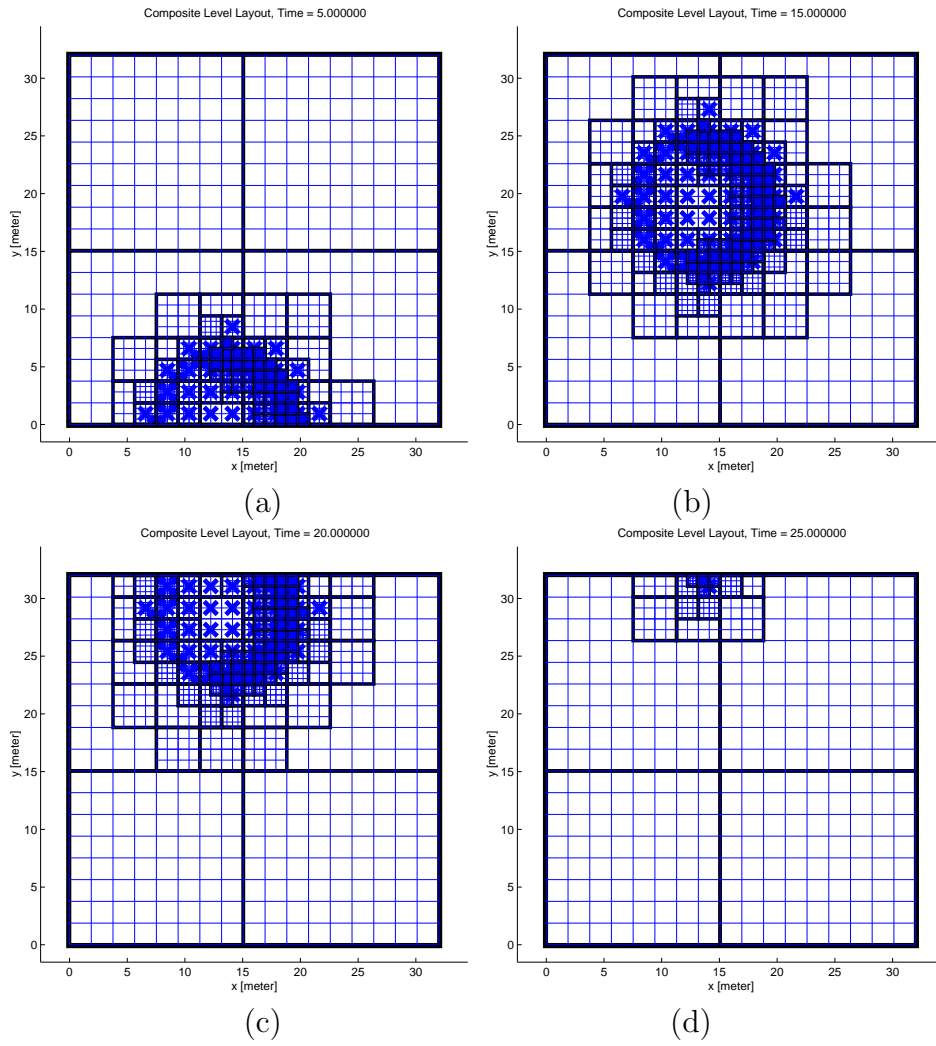 Composite Level Layout, Time = 5.000000
30
25
20
15
10
5
0
y [meter]
0 5 10 15 20 25 30
x [meter]
(a)
Composite Level Layout, Time = 15.000000
30
25
20
15
10
5
0
y [meter]
0 5 10 15 20 25 30
x [meter]
(b)
Composite Level Layout, Time = 20.000000
30
25
20
15
10
5
0
y [meter]
0 5 10 15 20 25 30
x [meter]
(c)
Composite Level Layout, Time = 25.000000
30
25
20
15
10
5
0
y [meter]
0 5 10 15 20 25 30
x [meter]
(d)